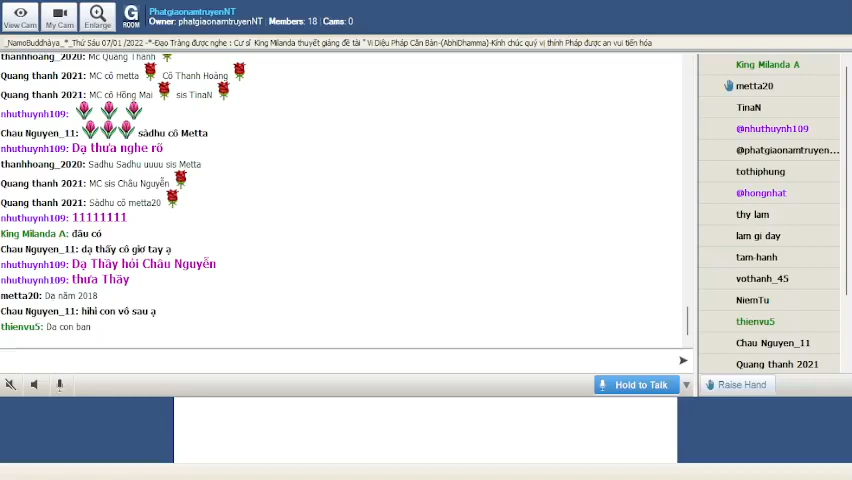 View Cam
My Cam
Enlarge
G
ROOM
PhatgiaonamtruyenNT
Owner: phatgiaonamtruyenNT Members: 18 | Cams: 0
_NamoBuddhàya_*_Thứ Sáu 07/01 /2022 -*-Đạo Tràng được nghe : Cư sĩ King Milanda thuyết giảng đề tài " Vi Diệu Pháp Căn Bản-(AbhiDhamma)-Kính chúc quý vị thính Pháp được an vui tiến hóa
thanhhoang_2020: MC Quang Thanh
Quang thanh 2021: MC cô metta Cô Thanh Hoàng
Quang thanh 2021: MC cô Hồng Mai sis TinaN
nhuthuynh109:
Chau Nguyen_11: sàdhu cô Metta
nhuthuynh109: Dạ thưa nghe rõ
thanhhoang_2020: Sadhu Sadhu uuuu sis Metta
Quang thanh 2021: MC sis Châu Nguyễn
Quang thanh 2021: Sàdhu cô metta20
nhuthuynh109: 11111111
King Milanda A: đâu có
Chau Nguyen_11: dạ thấy cô giơ tay ạ
nhuthuynh109: Dạ Thầy hỏi Châu Nguyễn
nhuthuynh109: thưa Thầy
metta20: Da năm 2018
Chau Nguyen_11: hihi con vô sau ạ
thienvu5: Da con ban
King Milanda A
metta20
TinaN
@nhuthuynh109
@phatgiaonamtruyen...
tothiphung
@hongnhat
thy lam
lam gi day
tam-hanh
vothanh_45
NiemTu
thienvu5
Chau Nguyen_11
Quang thanh 2021
Hold to Talk
Raise Hand